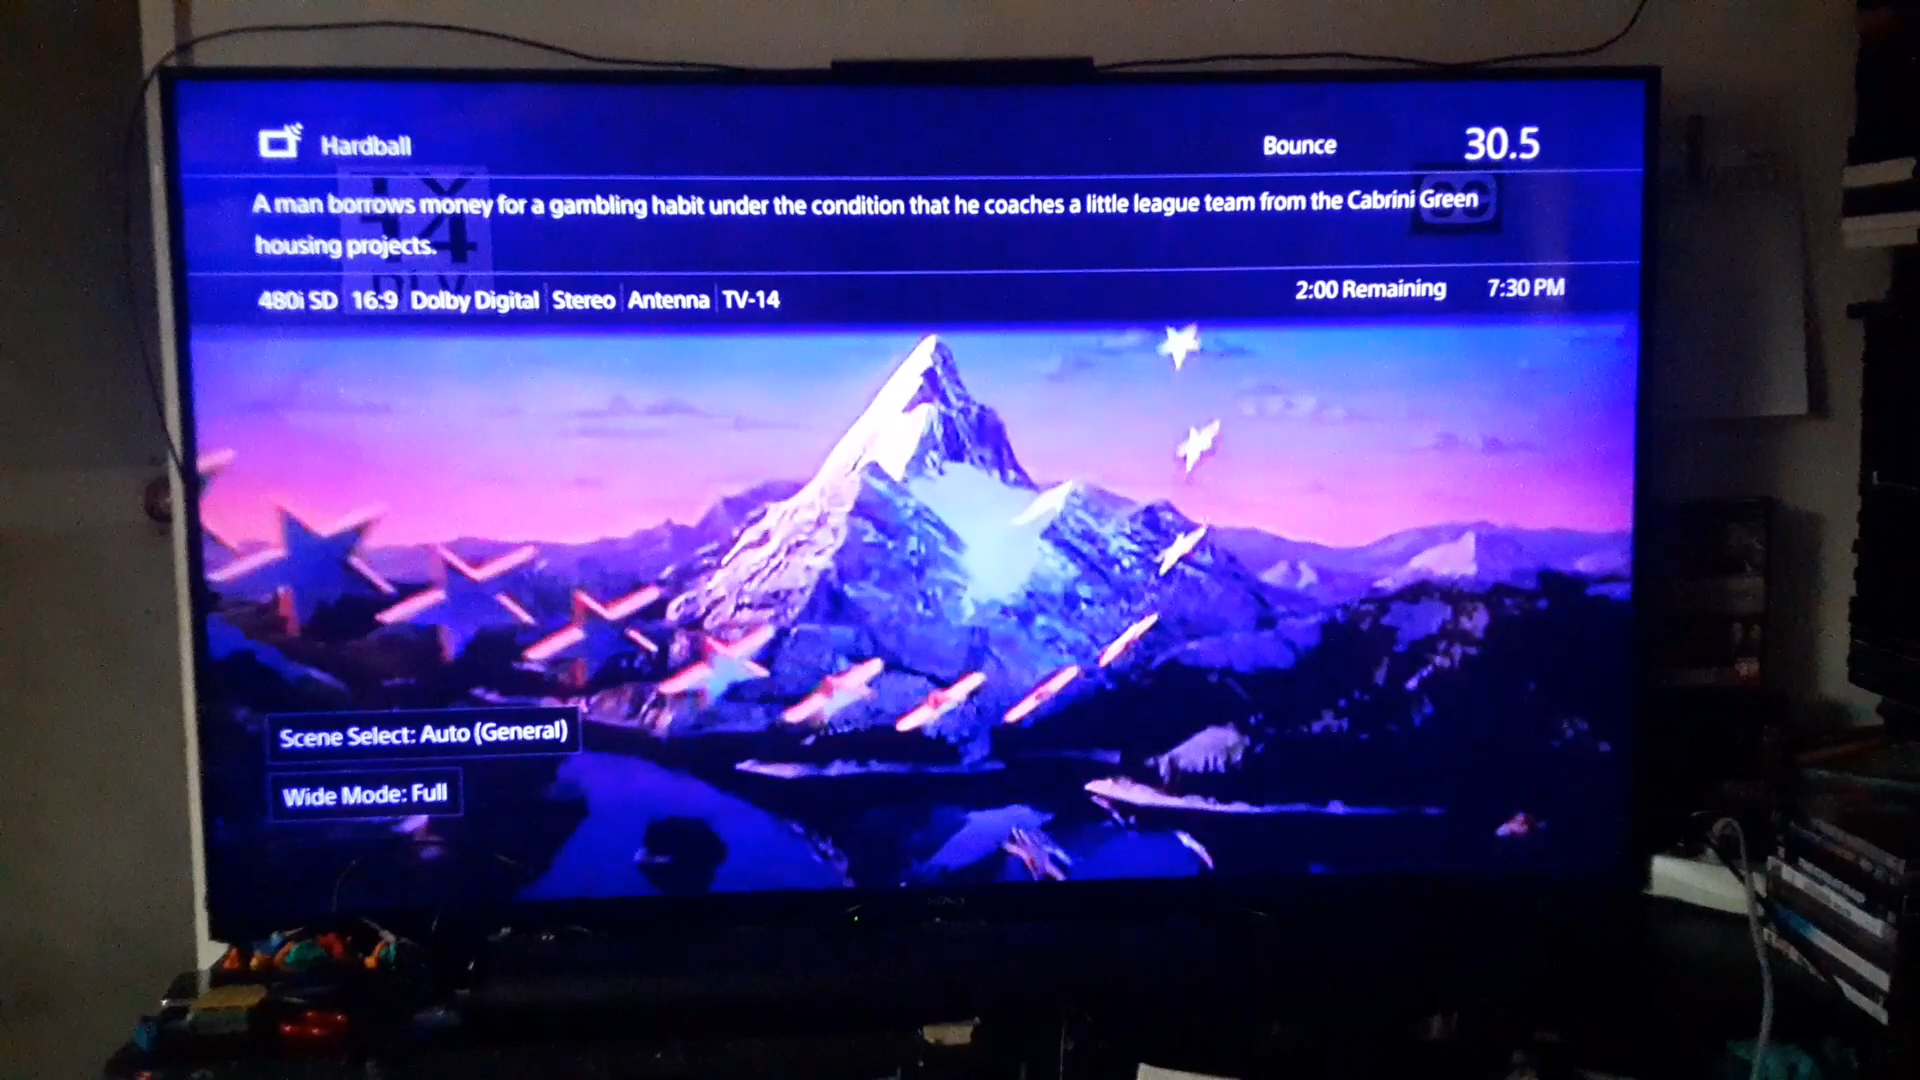 Hardball
Bounce
30.5
A man borrows money for a gambling habit under the condition that he coaches a little league team from the Cabrini Green
housing projects.
480i SD 16:9 Dolby Digital Stereo Antenna TV-14
2:00 Remaining 7:30 PM
Scene Select: Auto (General)
Wide Mode: Full
SONY